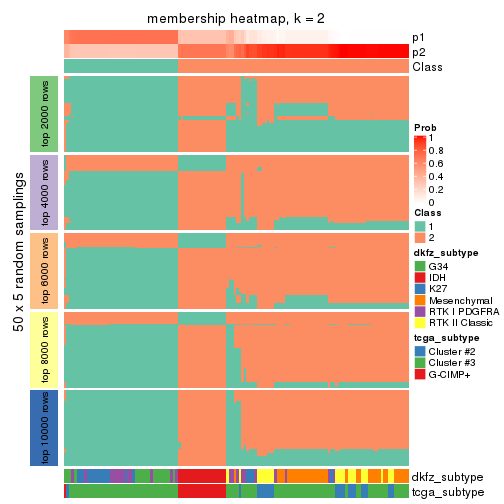 membership heatmap, k = 2
p1
p2
Class
50 x 5 random samplings
top 2000 rows
top 4000 rows
top 6000 rows
top 8000 rows
top 10000 rows
dkfz_subtype
tcga_subtype
Prob
1
0.8
0.6
0.4
0.2
0
Class
1
2
dkfz_subtype
G34
IDH
K27
Mesenchymal
RTK I PDGFRA
RTK II Classic
tcga_subtype
Cluster #2
Cluster #3
G-CIMP+